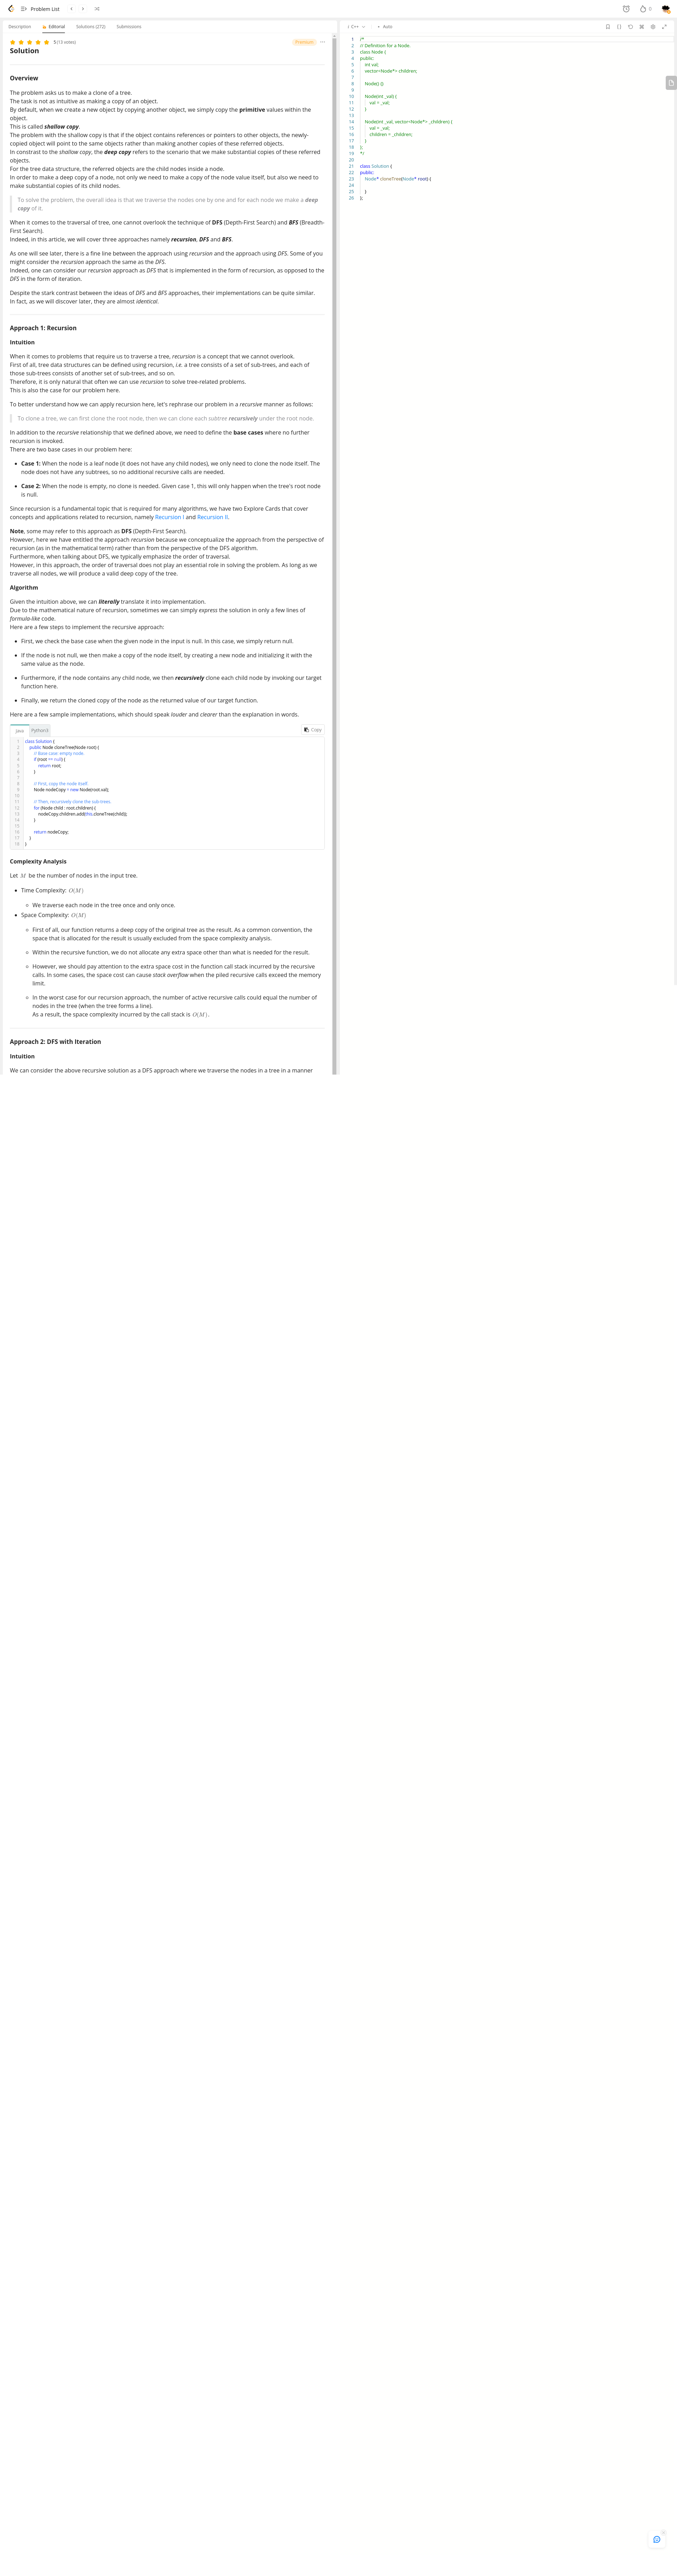 Problem List
0
Description
Editorial
Solutions (272)
Submissions
5 (13 votes)
Premium
Solution
Overview
The problem asks us to make a clone of a tree.
The task is not as intuitive as making a copy of an object.
By default, when we create a new object by copying another object, we simply copy the primitive values within the
object.
This is called shallow copy.
The problem with the shallow copy is that if the object contains references or pointers to other objects, the newly-
copied object will point to the same objects rather than making another copies of these referred objects.
In contrast to the shallow copy, the deep copy refers to the scenario that we make substantial copies of these referred
objects.
For the tree data structure, the referred objects are the child nodes inside a node.
In order to make a deep copy of a node, not only we need to make a copy of the node value itself, but also we need to
make substantial copies of its child nodes.
To solve the problem, the overall idea is that we traverse the nodes one by one and for each node we make a deep
copy of it.
When it comes to the traversal of tree, one cannot overlook the technique of DFS (Depth-First Search) and BFS (Breadth-
First Search).
Indeed, in this article, we will cover three approaches namely recursion, DFS and BFS.
As one will see later, there is a fine line between the approach using recursion and the approach using DFS. Some of you
might consider the recursion approach the same as the DFS.
Indeed, one can consider our recursion approach as DFS that is implemented in the form of recursion, as opposed to the
DFS in the form of iteration.
Despite the stark contrast between the ideas of DFS and BFS approaches, their implementations can be quite similar.
In fact, as we will discover later, they are almost identical.
Approach 1: Recursion
Intuition
When it comes to problems that require us to traverse a tree, recursion is a concept that we cannot overlook.
First of all, tree data structures can be defined using recursion, i.e. a tree consists of a set of sub-trees, and each of
those sub-trees consists of another set of sub-trees, and so on.
Therefore, it is only natural that often we can use recursion to solve tree-related problems.
This is also the case for our problem here.
To better understand how we can apply recursion here, let's rephrase our problem in a recursive manner as follows:
To clone a tree, we can first clone the root node, then we can clone each subtree recursively under the root node.
In addition to the recursive relationship that we defined above, we need to define the base cases where no further
recursion is invoked.
There are two base cases in our problem here:
• Case 1: When the node is a leaf node (it does not have any child nodes), we only need to clone the node itself. The
node does not have any subtrees, so no additional recursive calls are needed.
• Case 2: When the node is empty, no clone is needed. Given case 1, this will only happen when the tree's root node
is null.
Since recursion is a fundamental topic that is required for many algorithms, we have two Explore Cards that cover
concepts and applications related to recursion, namely Recursion I and Recursion II.
Note, some may refer to this approach as DFS (Depth-First Search).
However, here we have entitled the approach recursion because we conceptualize the approach from the perspective of
recursion (as in the mathematical term) rather than from the perspective of the DFS algorithm.
Furthermore, when talking about DFS, we typically emphasize the order of traversal.
However, in this approach, the order of traversal does not play an essential role in solving the problem. As long as we
traverse all nodes, we will produce a valid deep copy of the tree.
Algorithm
Given the intuition above, we can literally translate it into implementation.
Due to the mathematical nature of recursion, sometimes we can simply express the solution in only a few lines of
formula-like code.
Here are a few steps to implement the recursive approach:
• First, we check the base case when the given node in the input is null. In this case, we simply return null.
• If the node is not null, we then make a copy of the node itself, by creating a new node and initializing it with the
same value as the node.
• Furthermore, if the node contains any child node, we then recursively clone each child node by invoking our target
function here.
• Finally, we return the cloned copy of the node as the returned value of our target function.
Here are a few sample implementations, which should speak louder and clearer than the explanation in words.
Java
Python3
Copy
1 class Solution {
2 public Node cloneTree(Node root) {
3 // Base case: empty node.
4 if (root == null) {
5 return root;
6 }
7
8 // First, copy the node itself.
9 Node nodeCopy = new Node(root.val);
10
11 // Then, recursively clone the sub-trees.
12 for (Node child : root.children) {
13 nodeCopy.children.add(this.cloneTree(child));
14 }
15
16 return nodeCopy;
17 }
18 }
Complexity Analysis
Let M be the number of nodes in the input tree.
• Time Complexity: O(M)
◦ We traverse each node in the tree once and only once.
• Space Complexity: O(M)
◦ First of all, our function returns a deep copy of the original tree as the result. As a common convention, the
space that is allocated for the result is usually excluded from the space complexity analysis.
◦ Within the recursive function, we do not allocate any extra space other than what is needed for the result.
◦ However, we should pay attention to the extra space cost in the function call stack incurred by the recursive
calls. In some cases, the space cost can cause stack overflow when the piled recursive calls exceed the memory
limit.
◦ In the worst case for our recursion approach, the number of active recursive calls could equal the number of
nodes in the tree (when the tree forms a line).
As a result, the space complexity incurred by the call stack is O(M).
Approach 2: DFS with Iteration
Intuition
We can consider the above recursive solution as a DFS approach where we traverse the nodes in a tree in a manner
i C++
Auto
1 /*
2 // Definition for a Node.
3 class Node {
4 public:
5 int val;
6 vector<Node*> children;
7
8 Node() {}
9
10 Node(int _val) {
11 val = _val;
12 }
13
14 Node(int _val, vector<Node*> _children) {
15 val = _val;
16 children = _children;
17 }
18 };
19 */
20
21 class Solution {
22 public:
23 Node* cloneTree(Node* root) {
24
25 }
26 };